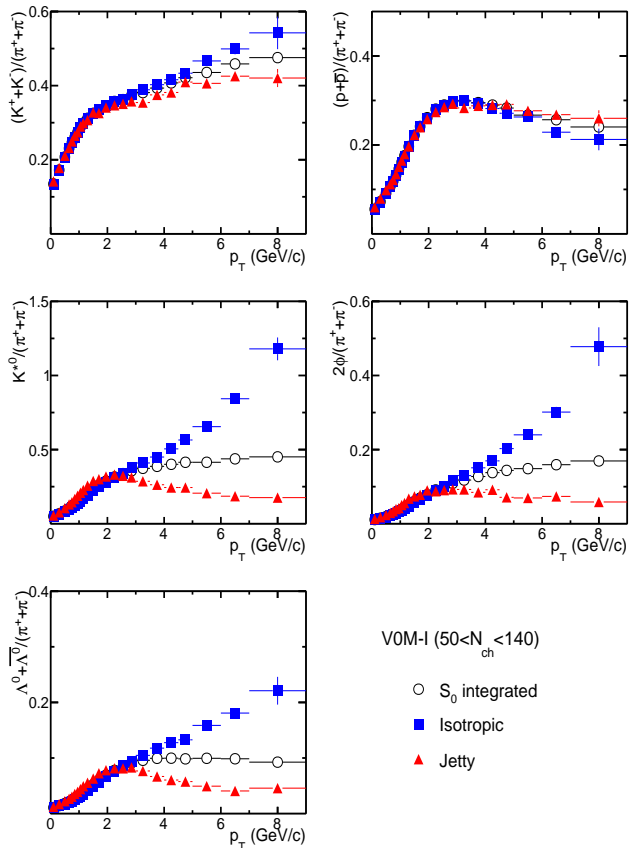 (K⁺+K⁻)/(π⁺+π⁻)
0.6
0.4
0.2
0 2 4 6 8
p_T (GeV/c)
(p+p̅)/(π⁺+π⁻)
0.4
0.2
0 2 4 6 8
p_T (GeV/c)
K*⁰/(π⁺+π⁻)
1.5
1
0.5
0 2 4 6 8
p_T (GeV/c)
2ϕ/(π⁺+π⁻)
0.6
0.4
0.2
0 2 4 6 8
p_T (GeV/c)
Λ⁰+Λ̅⁰/(π⁺+π⁻)
0.4
0.2
0 2 4 6 8
p_T (GeV/c)
V0M-I (50<N_ch<140)
S₀ integrated
Isotropic
Jetty